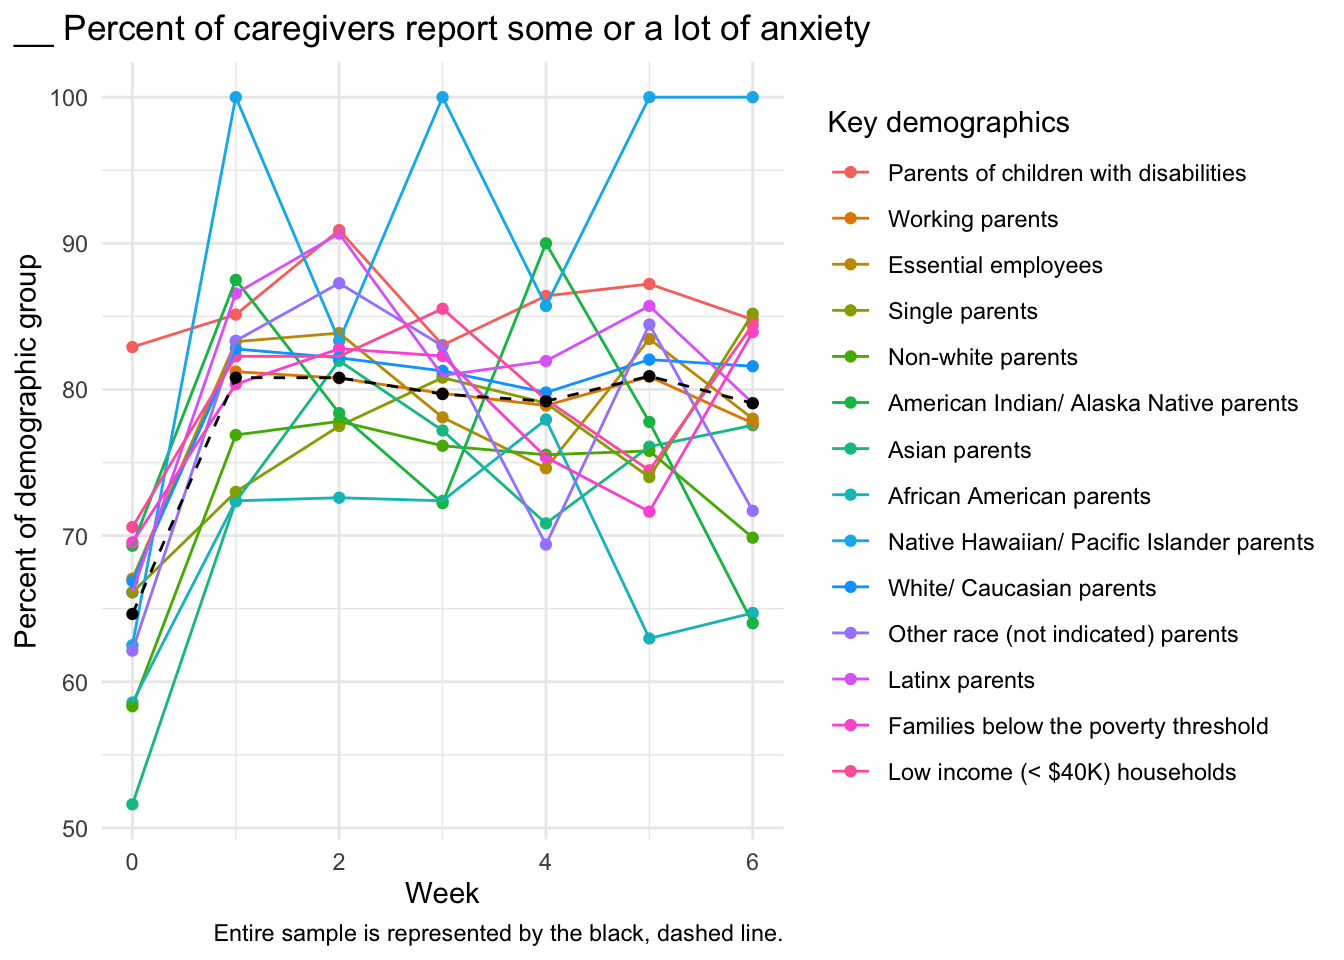 __ Percent of caregivers report some or a lot of anxiety
Percent of demographic group
100
90
80
70
60
50
0
2
4
6
Week
Entire sample is represented by the black, dashed line.
Key demographics
Parents of children with disabilities
Working parents
Essential employees
Single parents
Non-white parents
American Indian/ Alaska Native parents
Asian parents
African American parents
Native Hawaiian/ Pacific Islander parents
White/ Caucasian parents
Other race (not indicated) parents
Latinx parents
Families below the poverty threshold
Low income (< $40K) households